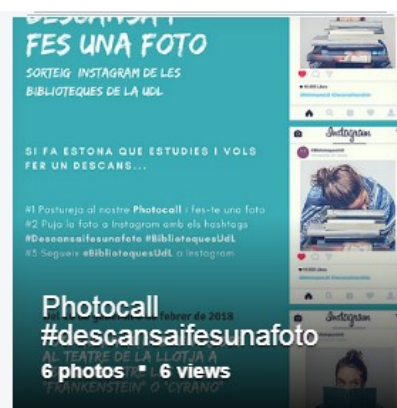 DESCANSA I
FES UNA FOTO
SORTEIG INSTAGRAM DE LES
BIBLIOTEQUES DE LA UDL
SI FA ESTONA QUE ESTUDIES I VOLS
FER UN DESCANS...
#1 Postureja al nostre Photocall i fes-te una foto
#2 Puja la foto a Instagram amb els hashtags
#Descansaifesunafoto #BibliotequesUdL
#3 Segueix @BibliotequesUdL a Instagram
febrer de 2018
AL TEATRE DE LA LLOTJA A
"FRANKENSTEIN" O "CYRANO"
Photocall
#descansaifesunafoto
6 photos · 6 views
Instagram
Instagram